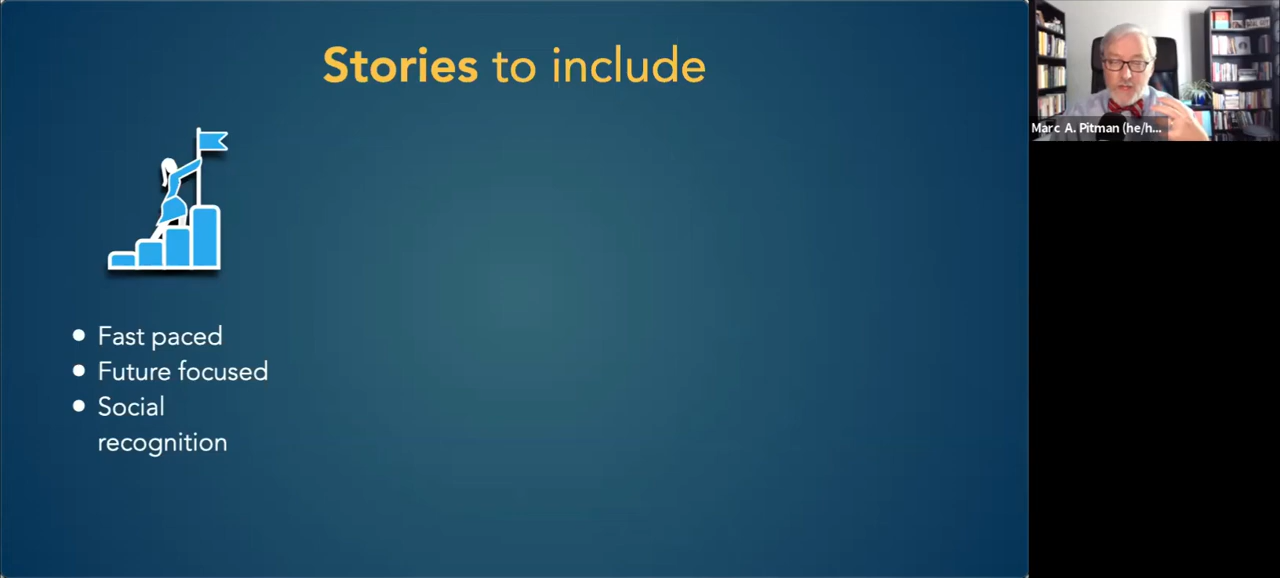 Stories to include
Marc A. Pitman (he/h...
• Fast paced
• Future focused
• Social
recognition